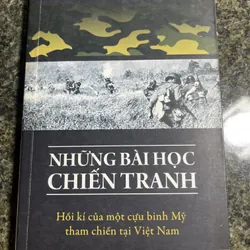 NHỮNG BÀI HỌC
CHIẾN TRANH
Hồi kí của một cựu binh Mỹ
tham chiến tại Việt Nam